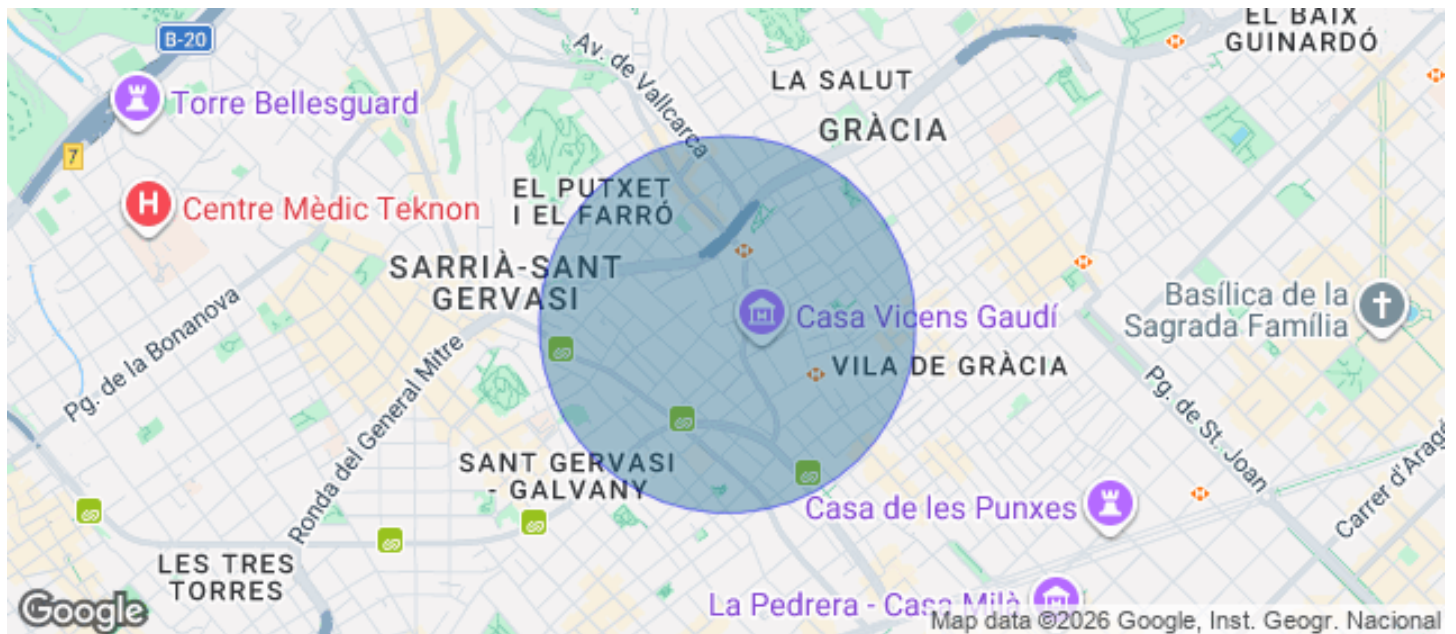 EL BAIX
GUINARDÓ
B-20
Av. de Vallcarca
LA SALUT
Torre Bellesguard
GRÀCIA
7
EL PUTXET
I EL FARRÓ
H
Centre Mèdic Teknon
SARRIÀ-SANT
GERVASI
Basílica de la
Sagrada Família
Casa Vicens Gaudí
Pg. de la Bonanova
VILA DE GRÀCIA
Ronda del General Mitre
Pg. de St. Joan
SANT GERVASI
- GALVANY
Carrer d'Aragó
Casa de les Punxes
LES TRES
TORRES
La Pedrera - Casa Milà
Google
Map data ©2026 Google, Inst. Geogr. Nacional